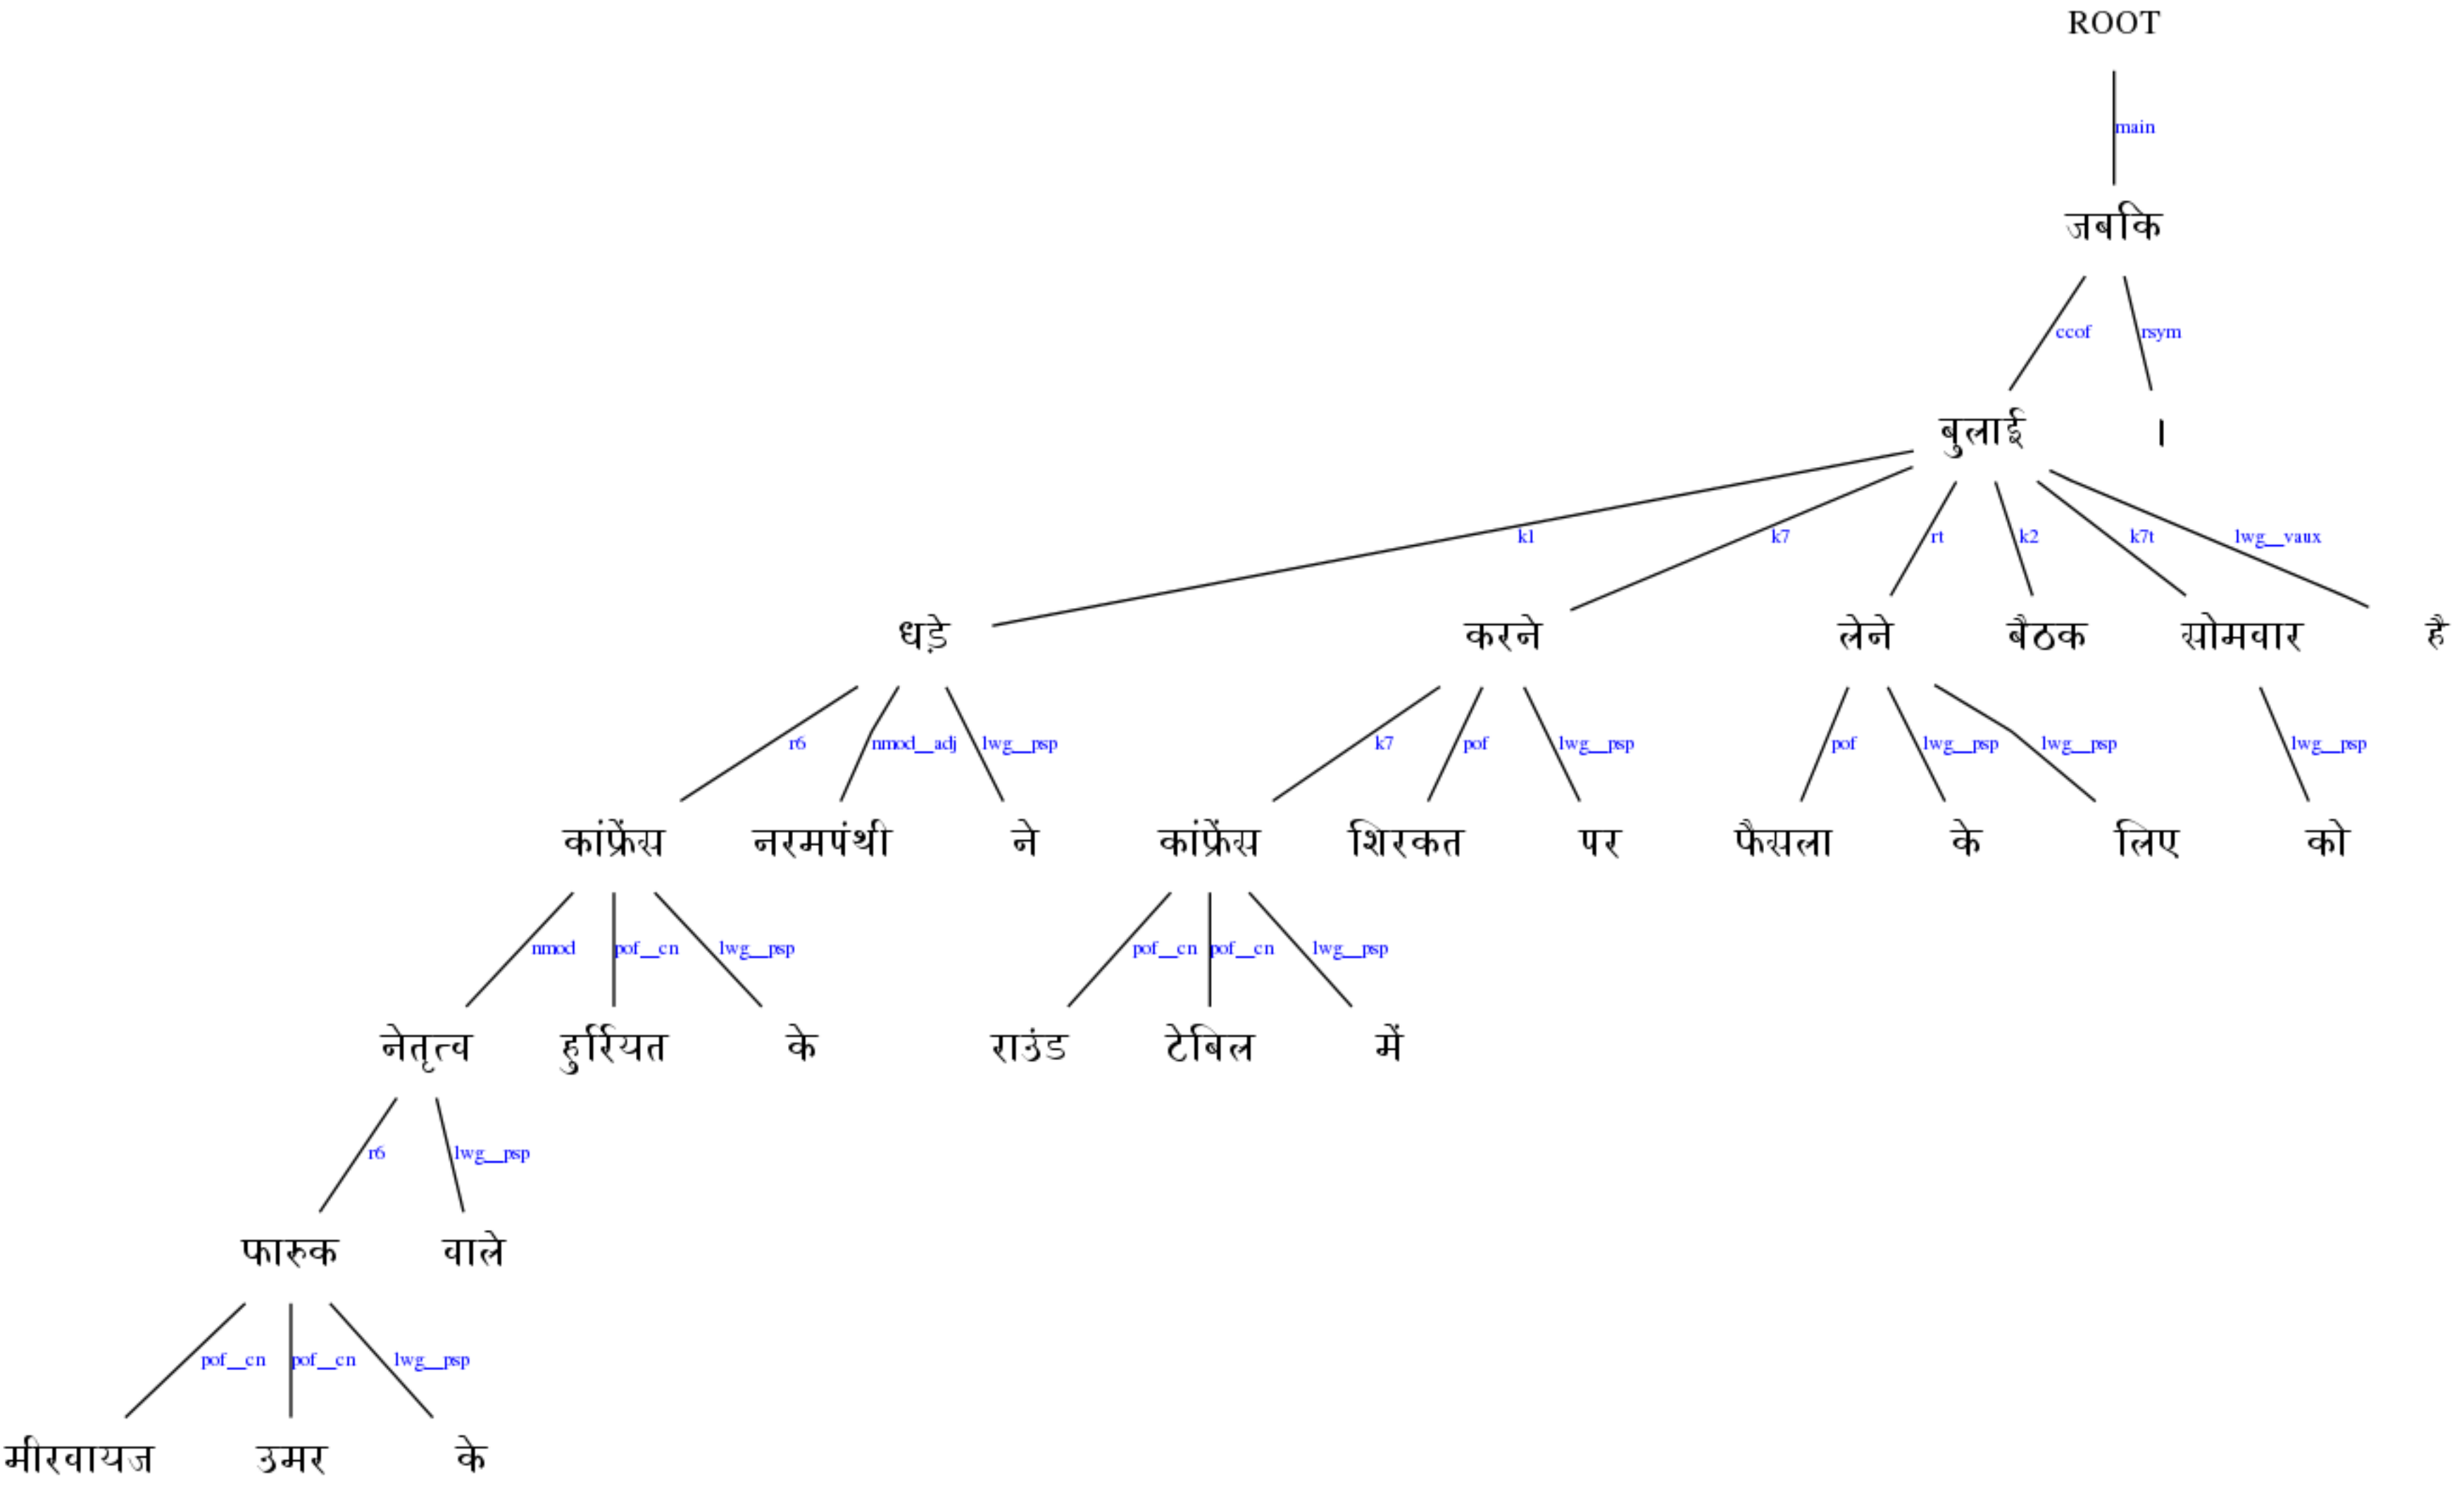 ROOT
main
जबकि
ccof rsym
बुलाई ।
k1 k7 rt k2 k7t lwg__vaux
धड़े करने लेने बैठक सोमवार है
r6 nmod__adj lwg__psp k7 pof lwg__psp pof lwg__psp lwg__psp lwg__psp
कांफ्रेंस नरमपंथी ने कांफ्रेंस शिरकत पर फैसला के लिए को
nmod pof__cn lwg__psp pof__cn pof__cn lwg__psp
नेतृत्व हुर्रियत के राउंड टेबिल में
r6 lwg__psp
फारुक वाले
pof__cn pof__cn lwg__psp
मीरवायज उमर के